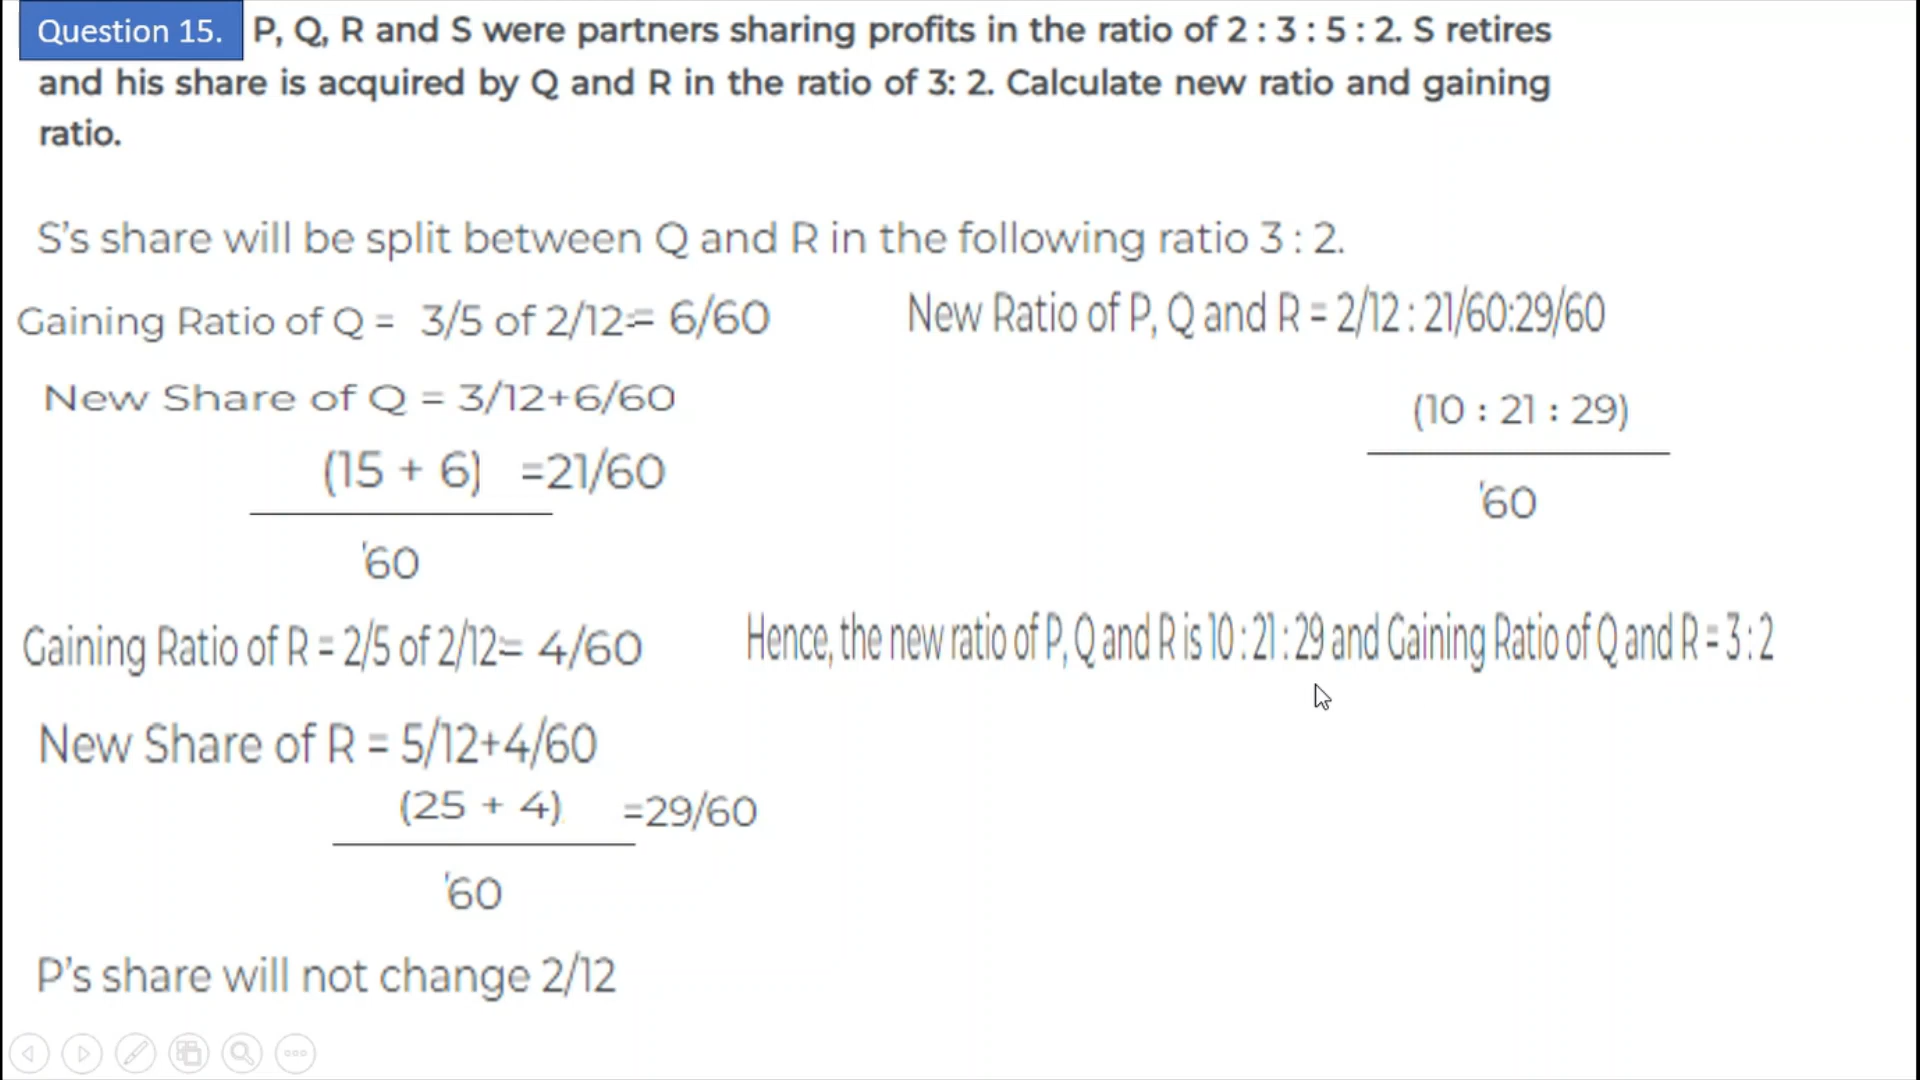 Question 15. P, Q, R and S were partners sharing profits in the ratio of 2 : 3 : 5 : 2. S retires
and his share is acquired by Q and R in the ratio of 3: 2. Calculate new ratio and gaining
ratio.
S's share will be split between Q and R in the following ratio 3 : 2.
Gaining Ratio of Q = 3/5 of 2/12:= 6/60
New Share of Q = 3/12+6/60
(15 + 6) =21/60
'60
Gaining Ratio of R = 2/5 of 2/12:= 4/60
New Share of R = 5/12+4/60
(25 + 4) =29/60
'60
P's share will not change 2/12
New Ratio of P, Q and R = 2/12 : 21/60:29/60
(10 : 21 : 29)
'60
Hence, the new ratio of P, Q and R is 10 : 21 : 29 and Gaining Ratio of Q and R = 3 : 2